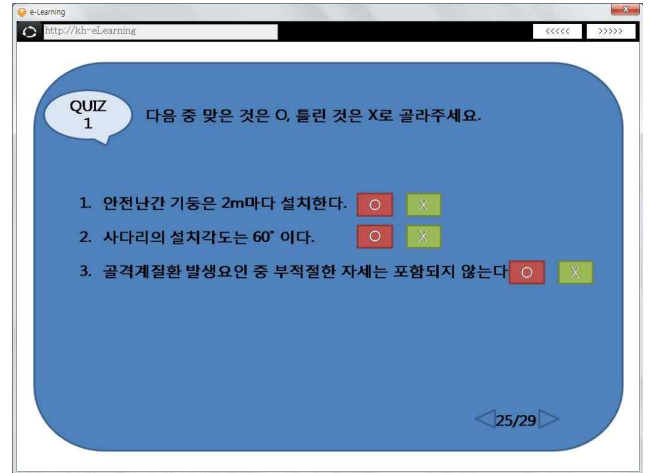 e-Learning
http://kh-eLearning
<<<<<
>>>>>
QUIZ
1
다음 중 맞은 것은 O, 틀린 것은 X로 골라주세요.
1. 안전난간 기둥은 2m마다 설치한다. O X
2. 사다리의 설치각도는 60˚ 이다. O X
3. 골격계질환 발생요인 중 부적절한 자세는 포함되지 않는다 O X
25/29